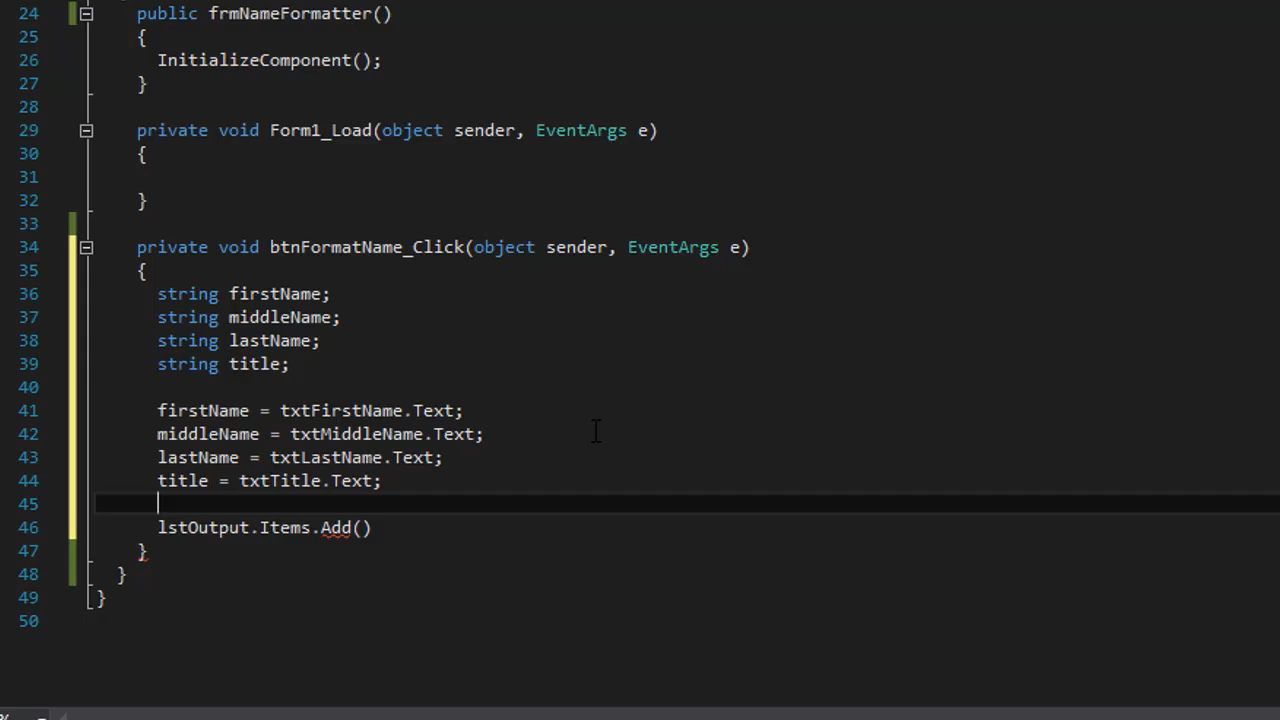 24 public frmNameFormatter()
25 {
26 InitializeComponent();
27 }
28
29 private void Form1_Load(object sender, EventArgs e)
30 {
31
32 }
33
34 private void btnFormatName_Click(object sender, EventArgs e)
35 {
36 string firstName;
37 string middleName;
38 string lastName;
39 string title;
40
41 firstName = txtFirstName.Text;
42 middleName = txtMiddleName.Text;
43 lastName = txtLastName.Text;
44 title = txtTitle.Text;
45
46 lstOutput.Items.Add()
47 }
48 }
49 }
50